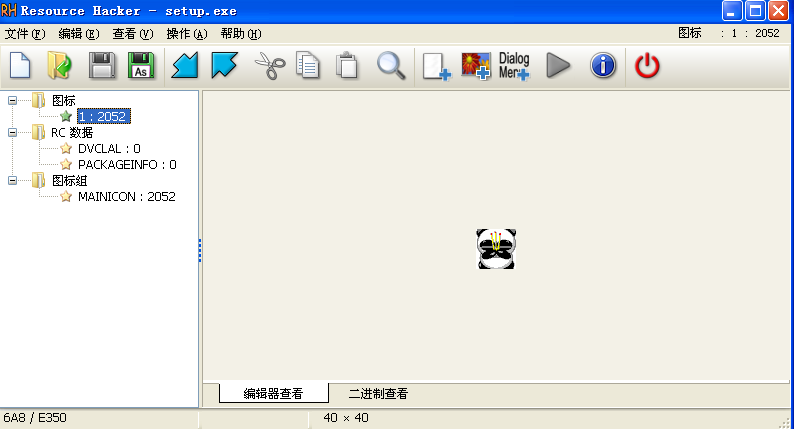 RH Resource Hacker - setup.exe
文件(F) 编辑(E) 查看(V) 操作(A) 帮助(H) 图标 : 1 : 2052
As
Dialog
Menu
图标
1 : 2052
RC 数据
DVCLAL : 0
PACKAGEINFO : 0
图标组
MAINICON : 2052
编辑器查看 二进制查看
6A8 / E350 40 × 40